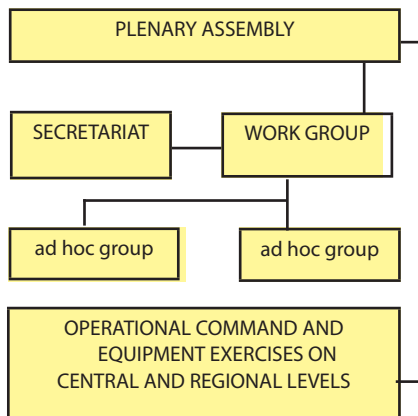 PLENARY ASSEMBLY
SECRETARIAT
WORK GROUP
ad hoc group
ad hoc group
OPERATIONAL COMMAND AND
EQUIPMENT EXERCISES ON
CENTRAL AND REGIONAL LEVELS